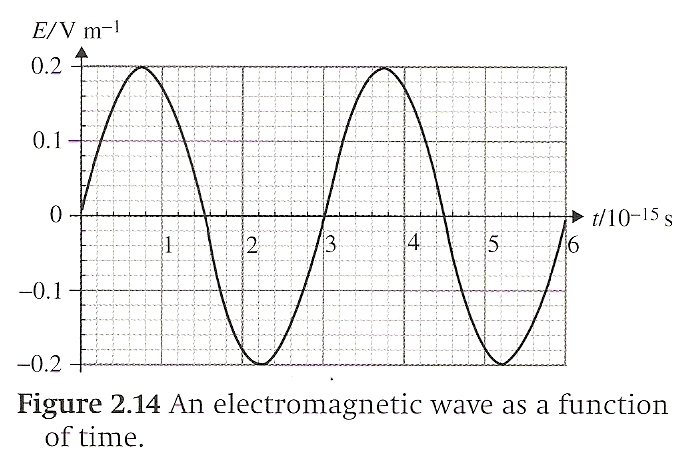 E/V m⁻¹
0.2
0.1
0
−0.1
−0.2
1 2 3 4 5 6
t/10⁻¹⁵ s
Figure 2.14 An electromagnetic wave as a function
of time.